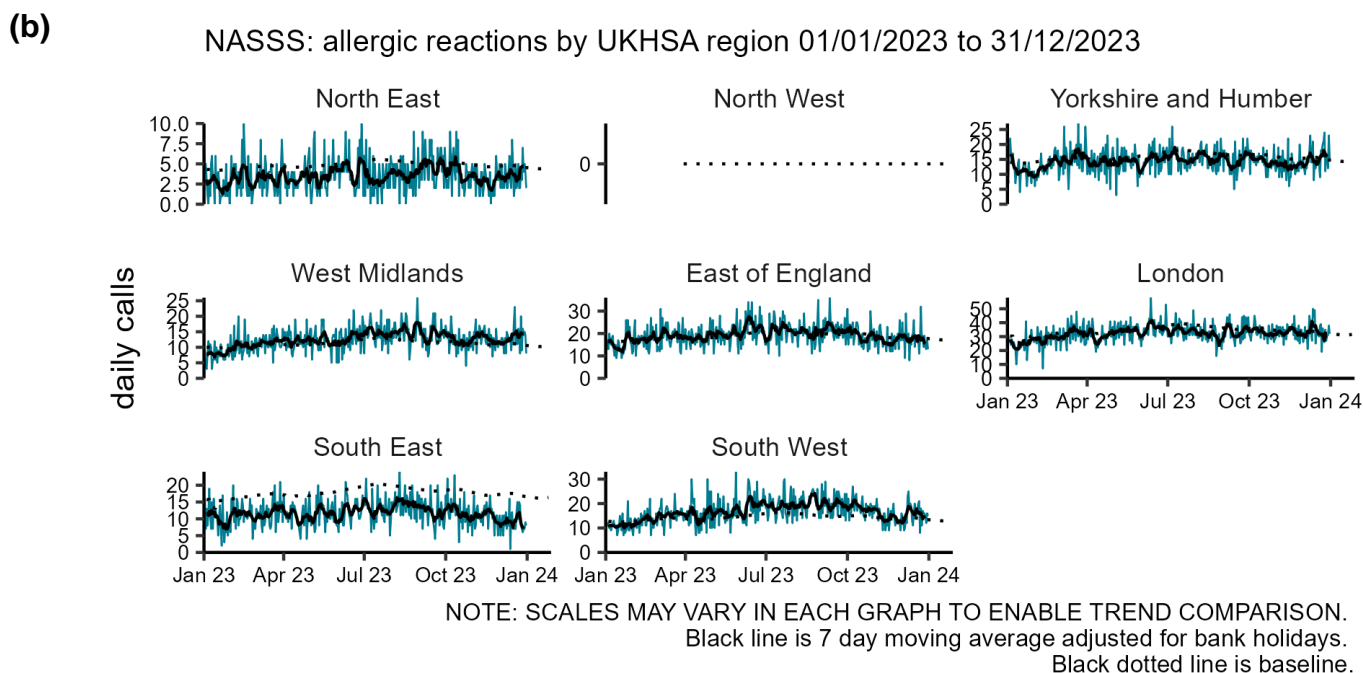 (b)
NASSS: allergic reactions by UKHSA region 01/01/2023 to 31/12/2023
daily calls
North East
10.0
7.5
5.0
2.5
0.0
North West
0
Yorkshire and Humber
25
20
15
10
5
0
West Midlands
25
20
15
10
5
0
East of England
30
20
10
0
London
50
40
30
20
10
0
Jan 23 Apr 23 Jul 23 Oct 23 Jan 24
South East
20
15
10
5
0
Jan 23 Apr 23 Jul 23 Oct 23 Jan 24
South West
30
20
10
0
Jan 23 Apr 23 Jul 23 Oct 23 Jan 24
NOTE: SCALES MAY VARY IN EACH GRAPH TO ENABLE TREND COMPARISON.
Black line is 7 day moving average adjusted for bank holidays.
Black dotted line is baseline.